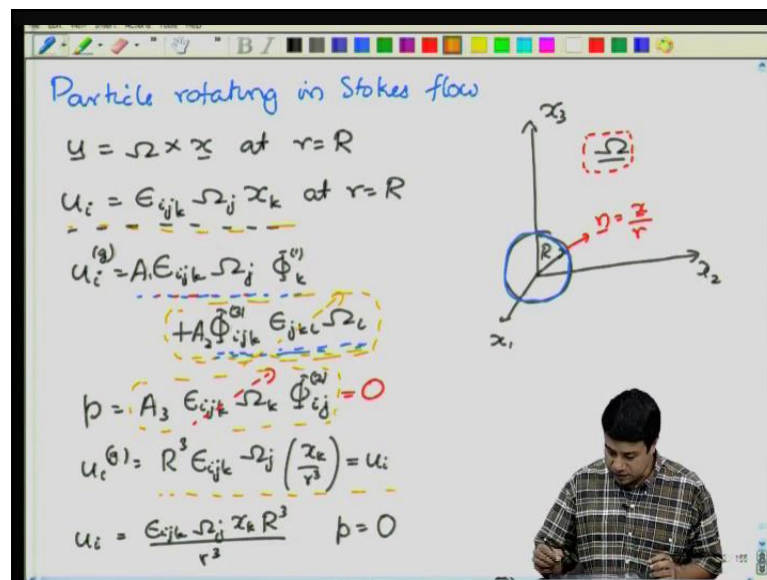 Particle rotating in Stokes flow
u = Ω × x at r = R
u_i = ϵ_ijk Ω_j x_k at r = R
u_i^(g) = A_1 ϵ_ijk Ω_j Φ_k^(1)
+ A_2 Φ_ijk^(3) ϵ_jkl Ω_l
p = A_3 ϵ_ijk Ω_k Φ_ij^(2) = 0
u_i^(g) = R^3 ϵ_ijk Ω_j (x_k/r^3) = u_i
u_i = ϵ_ijk Ω_j x_k R^3 / r^3 p = 0
x_3
Ω
n = x/r
R
x_2
x_1